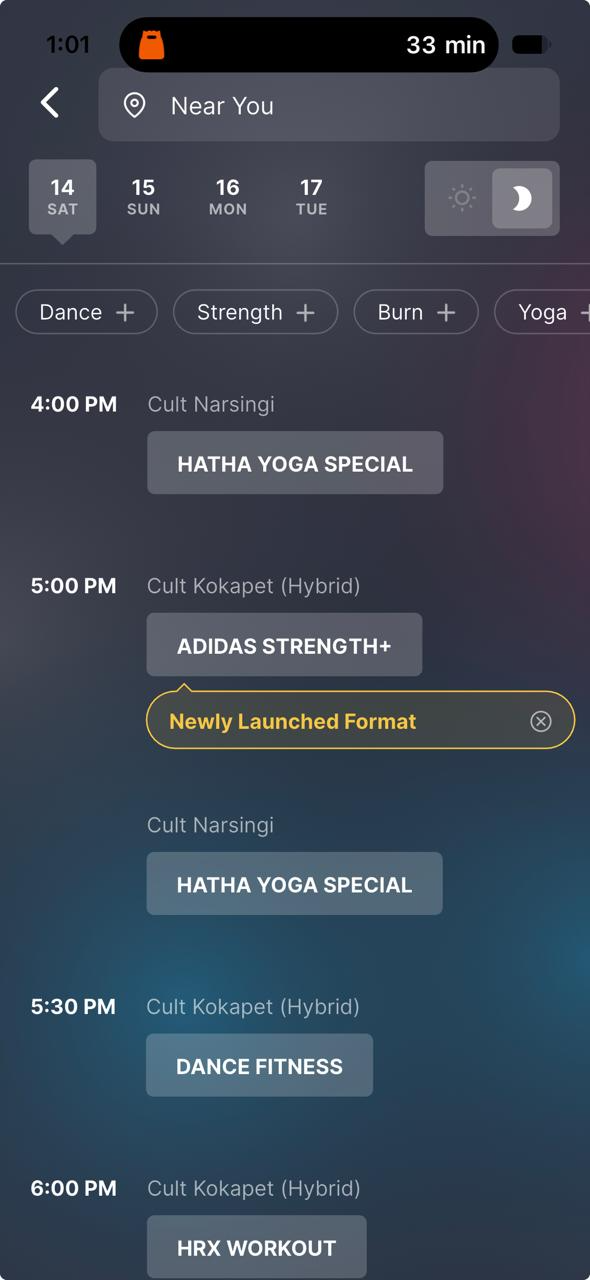 1:01
33 min
Near You
14 15 16 17
SAT SUN MON TUE
Dance Strength Burn Yoga
4:00 PM Cult Narsingi
HATHA YOGA SPECIAL
5:00 PM Cult Kokapet (Hybrid)
ADIDAS STRENGTH+
Newly Launched Format
Cult Narsingi
HATHA YOGA SPECIAL
5:30 PM Cult Kokapet (Hybrid)
DANCE FITNESS
6:00 PM Cult Kokapet (Hybrid)
HRX WORKOUT